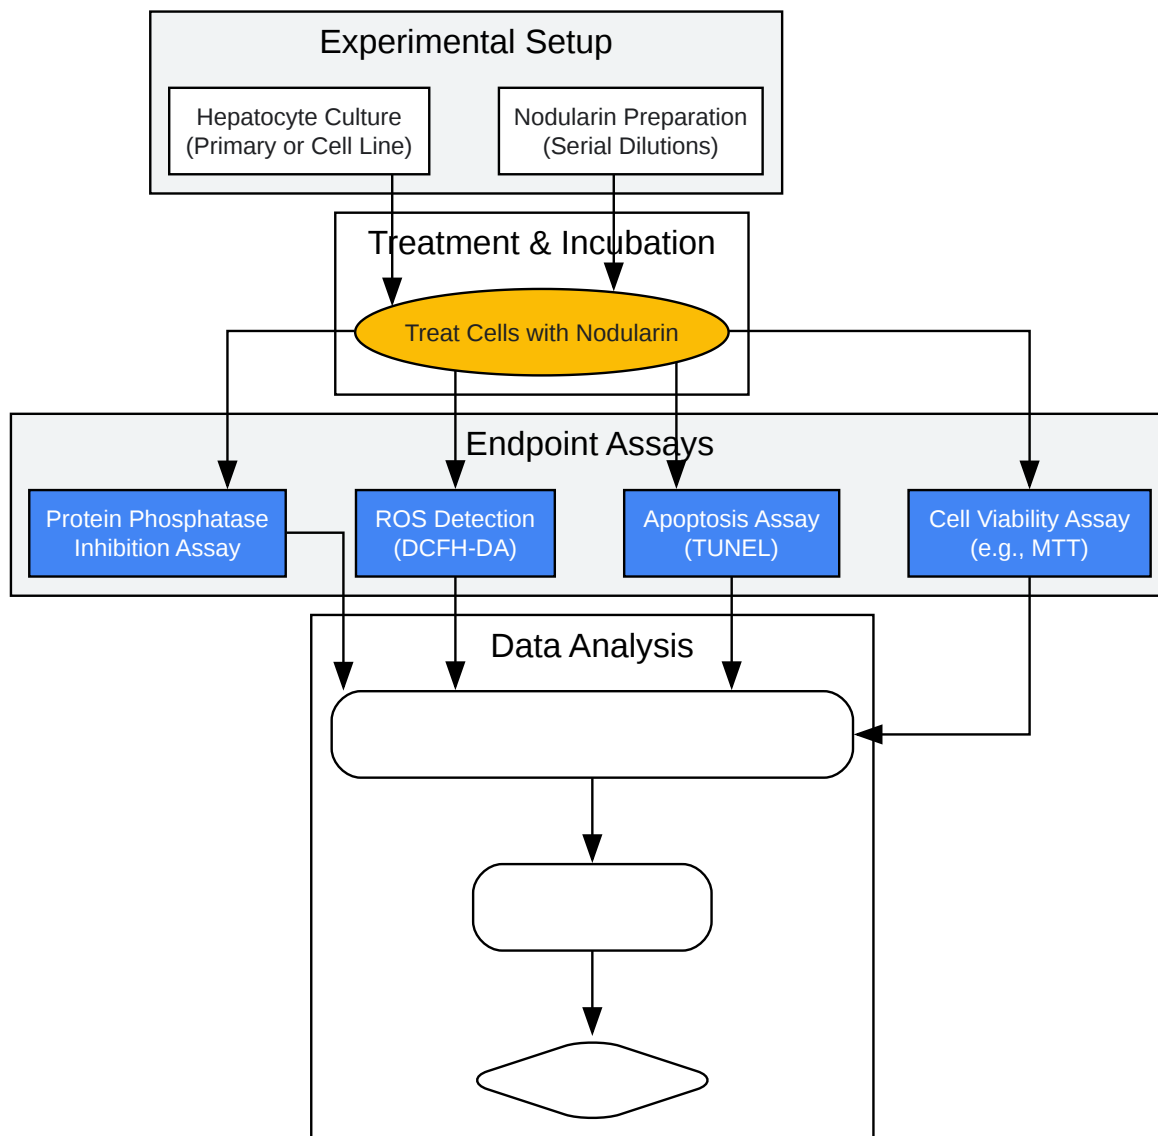 Experimental Setup
Hepatocyte Culture
(Primary or Cell Line)
Nodularin Preparation
(Serial Dilutions)
Treatment & Incubation
Treat Cells with Nodularin
Endpoint Assays
Protein Phosphatase
Inhibition Assay
ROS Detection
(DCFH-DA)
Apoptosis Assay
(TUNEL)
Cell Viability Assay
(e.g., MTT)
Data Analysis